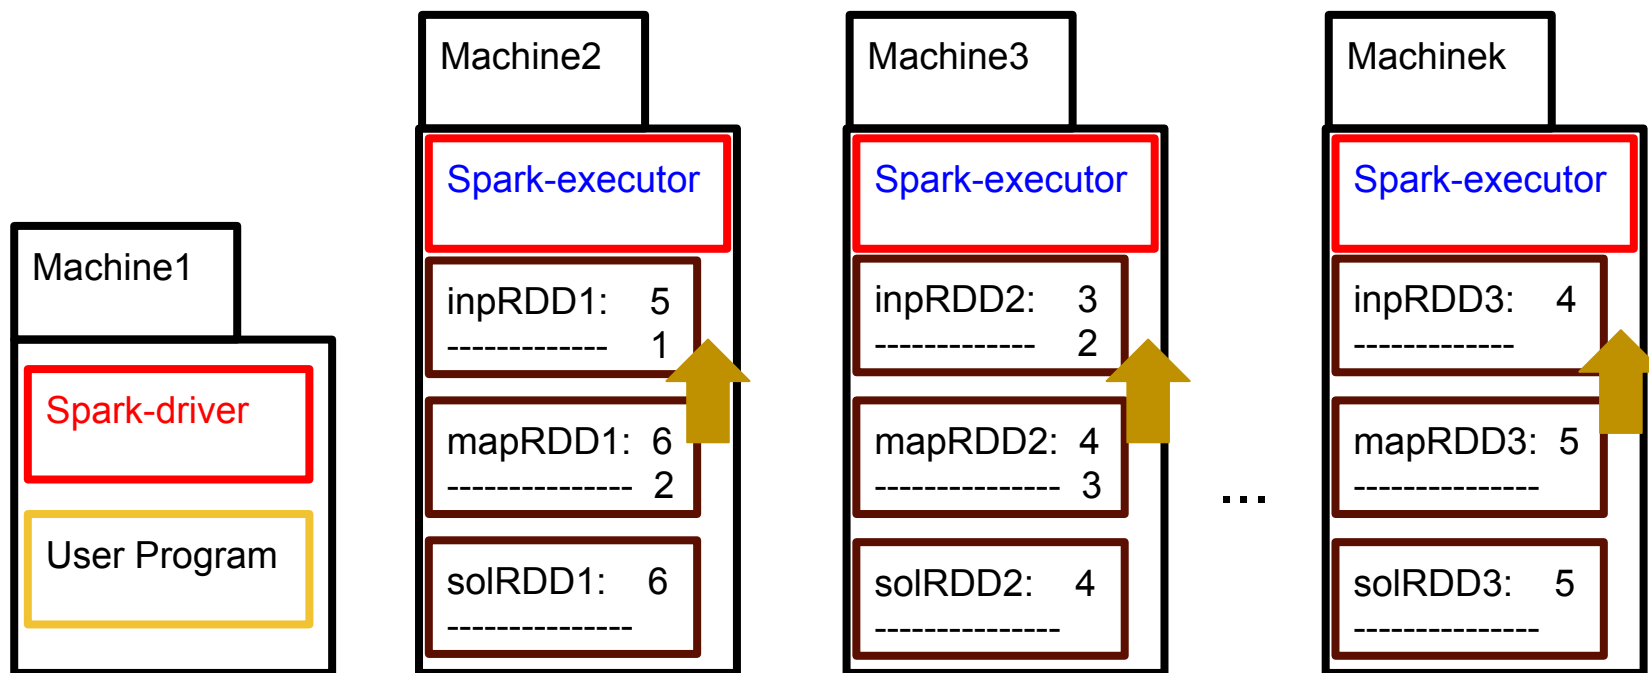 Machine1
Spark-driver
User Program
Machine2
Spark-executor
inpRDD1: 5
------------- 1
mapRDD1: 6
--------------- 2
solRDD1: 6
---------------
Machine3
Spark-executor
inpRDD2: 3
------------- 2
mapRDD2: 4
--------------- 3
solRDD2: 4
---------------
...
Machinek
Spark-executor
inpRDD3: 4
-------------
mapRDD3: 5
---------------
solRDD3: 5
---------------